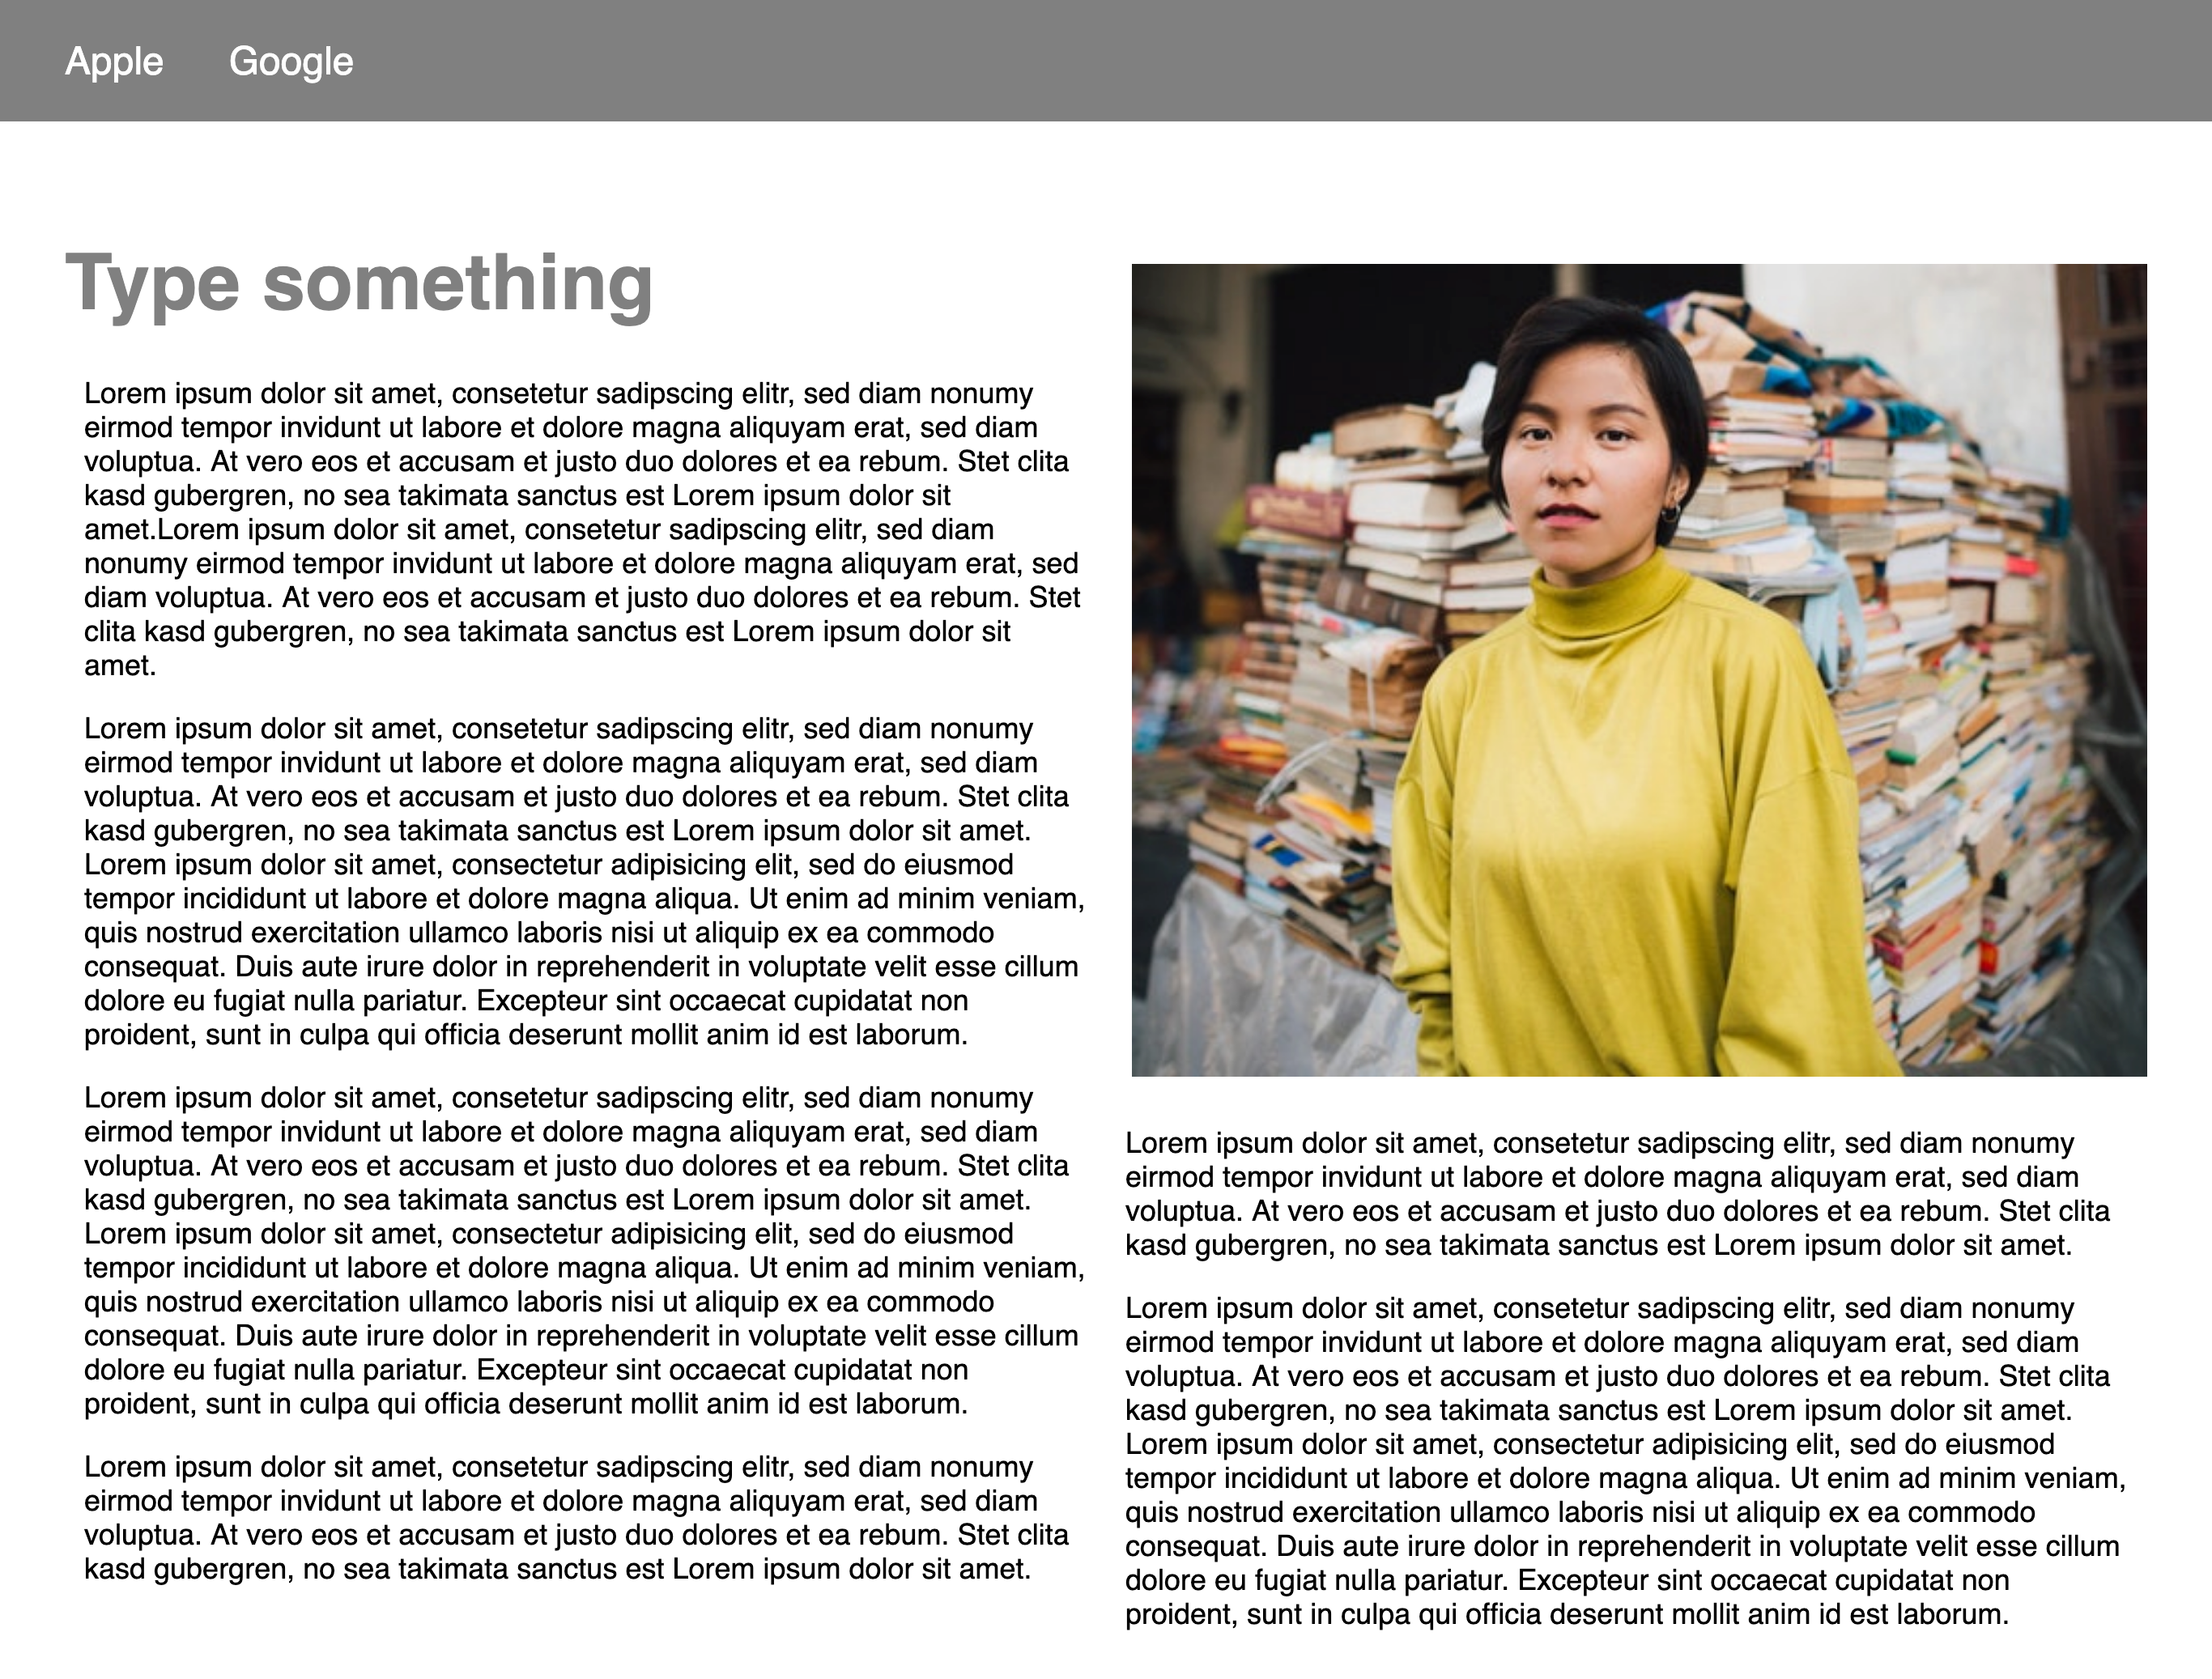 Apple Google
Type something
Lorem ipsum dolor sit amet, consetetur sadipscing elitr, sed diam nonumy
eirmod tempor invidunt ut labore et dolore magna aliquyam erat, sed diam
voluptua. At vero eos et accusam et justo duo dolores et ea rebum. Stet clita
kasd gubergren, no sea takimata sanctus est Lorem ipsum dolor sit
amet.Lorem ipsum dolor sit amet, consetetur sadipscing elitr, sed diam
nonumy eirmod tempor invidunt ut labore et dolore magna aliquyam erat, sed
diam voluptua. At vero eos et accusam et justo duo dolores et ea rebum. Stet
clita kasd gubergren, no sea takimata sanctus est Lorem ipsum dolor sit
amet.
Lorem ipsum dolor sit amet, consetetur sadipscing elitr, sed diam nonumy
eirmod tempor invidunt ut labore et dolore magna aliquyam erat, sed diam
voluptua. At vero eos et accusam et justo duo dolores et ea rebum. Stet clita
kasd gubergren, no sea takimata sanctus est Lorem ipsum dolor sit amet.
Lorem ipsum dolor sit amet, consectetur adipisicing elit, sed do eiusmod
tempor incididunt ut labore et dolore magna aliqua. Ut enim ad minim veniam,
quis nostrud exercitation ullamco laboris nisi ut aliquip ex ea commodo
consequat. Duis aute irure dolor in reprehenderit in voluptate velit esse cillum
dolore eu fugiat nulla pariatur. Excepteur sint occaecat cupidatat non
proident, sunt in culpa qui officia deserunt mollit anim id est laborum.
Lorem ipsum dolor sit amet, consetetur sadipscing elitr, sed diam nonumy
eirmod tempor invidunt ut labore et dolore magna aliquyam erat, sed diam
voluptua. At vero eos et accusam et justo duo dolores et ea rebum. Stet clita
kasd gubergren, no sea takimata sanctus est Lorem ipsum dolor sit amet.
Lorem ipsum dolor sit amet, consectetur adipisicing elit, sed do eiusmod
tempor incididunt ut labore et dolore magna aliqua. Ut enim ad minim veniam,
quis nostrud exercitation ullamco laboris nisi ut aliquip ex ea commodo
consequat. Duis aute irure dolor in reprehenderit in voluptate velit esse cillum
dolore eu fugiat nulla pariatur. Excepteur sint occaecat cupidatat non
proident, sunt in culpa qui officia deserunt mollit anim id est laborum.
Lorem ipsum dolor sit amet, consetetur sadipscing elitr, sed diam nonumy
eirmod tempor invidunt ut labore et dolore magna aliquyam erat, sed diam
voluptua. At vero eos et accusam et justo duo dolores et ea rebum. Stet clita
kasd gubergren, no sea takimata sanctus est Lorem ipsum dolor sit amet.
Lorem ipsum dolor sit amet, consetetur sadipscing elitr, sed diam nonumy
eirmod tempor invidunt ut labore et dolore magna aliquyam erat, sed diam
voluptua. At vero eos et accusam et justo duo dolores et ea rebum. Stet clita
kasd gubergren, no sea takimata sanctus est Lorem ipsum dolor sit amet.
Lorem ipsum dolor sit amet, consetetur sadipscing elitr, sed diam nonumy
eirmod tempor invidunt ut labore et dolore magna aliquyam erat, sed diam
voluptua. At vero eos et accusam et justo duo dolores et ea rebum. Stet clita
kasd gubergren, no sea takimata sanctus est Lorem ipsum dolor sit amet.
Lorem ipsum dolor sit amet, consectetur adipisicing elit, sed do eiusmod
tempor incididunt ut labore et dolore magna aliqua. Ut enim ad minim veniam,
quis nostrud exercitation ullamco laboris nisi ut aliquip ex ea commodo
consequat. Duis aute irure dolor in reprehenderit in voluptate velit esse cillum
dolore eu fugiat nulla pariatur. Excepteur sint occaecat cupidatat non
proident, sunt in culpa qui officia deserunt mollit anim id est laborum.